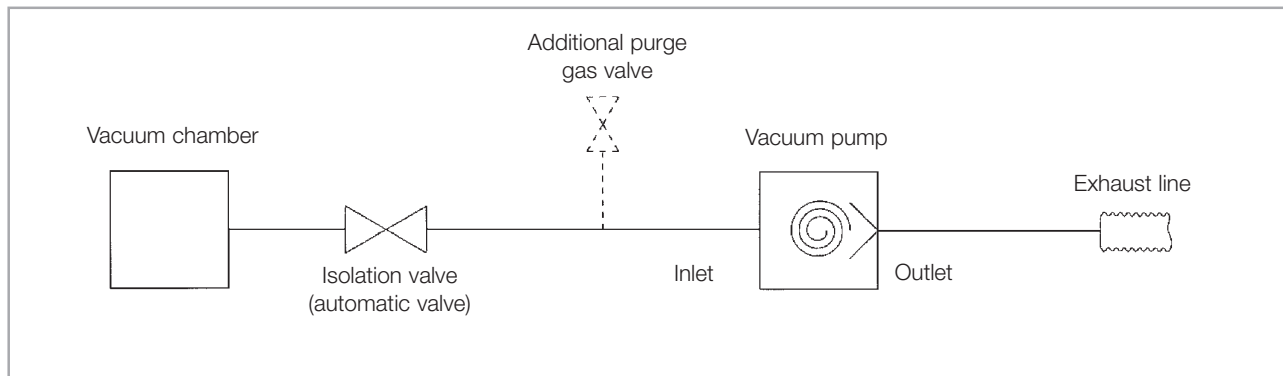 Additional purge
gas valve
Vacuum chamber
Vacuum pump
Exhaust line
Isolation valve
(automatic valve)
Inlet
Outlet